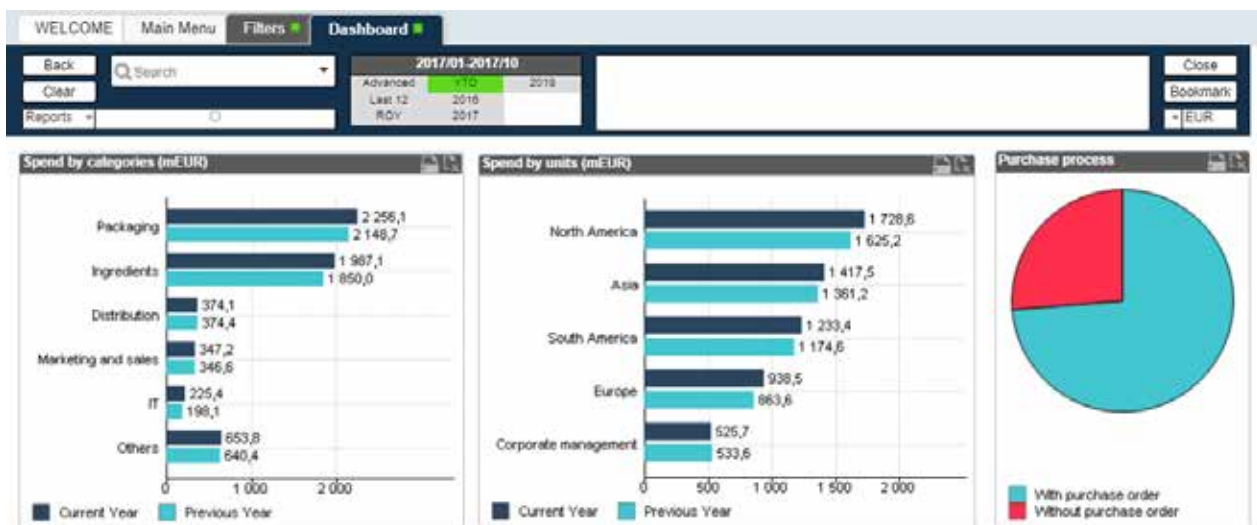 WELCOME
Main Menu
Filters
Dashboard
Back
Clear
Reports
Search
2017/01-2017/10
Advanced YTD 2018
Last 12 2016
ROY 2017
Close
Bookmark
EUR
Spend by categories (mEUR)
Packaging 2 256,1
2 148,7
Ingredients 1 987,1
1 850,0
Distribution 374,1
374,4
Marketing and sales 347,2
346,6
IT 225,4
198,1
Others 653,8
640,4
0 1 000 2 000
Current Year Previous Year
Spend by units (mEUR)
North America 1 728,6
1 625,2
Asia 1 417,5
1 361,2
South America 1 233,4
1 174,6
Europe 938,5
863,6
Corporate management 525,7
533,6
0 500 1 000 1 500 2 000
Current Year Previous Year
Purchase process
With purchase order
Without purchase order